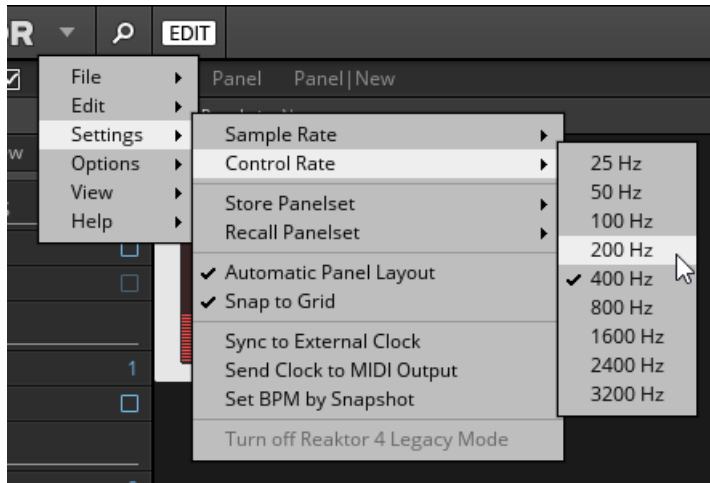 R
EDIT
Panel Panel|New
File
Edit
Settings
Options
View
Help
w
Sample Rate
Control Rate
Store Panelset
Recall Panelset
Automatic Panel Layout
Snap to Grid
Sync to External Clock
Send Clock to MIDI Output
Set BPM by Snapshot
Turn off Reaktor 4 Legacy Mode
25 Hz
50 Hz
100 Hz
200 Hz
400 Hz
800 Hz
1600 Hz
2400 Hz
3200 Hz
1